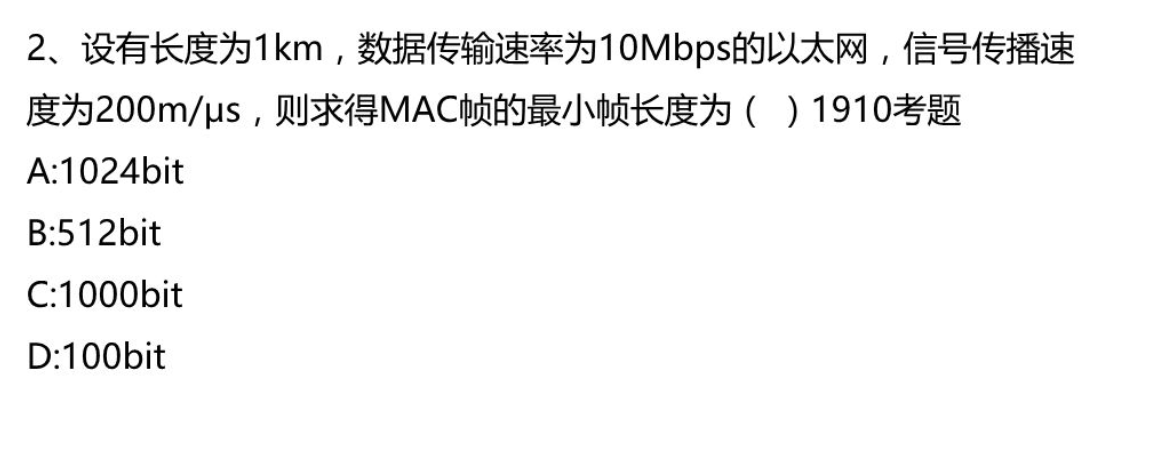 2、设有长度为1km，数据传输速率为10Mbps的以太网，信号传播速
度为200m/μs，则求得MAC帧的最小帧长度为（  ）1910考题
A:1024bit
B:512bit
C:1000bit
D:100bit